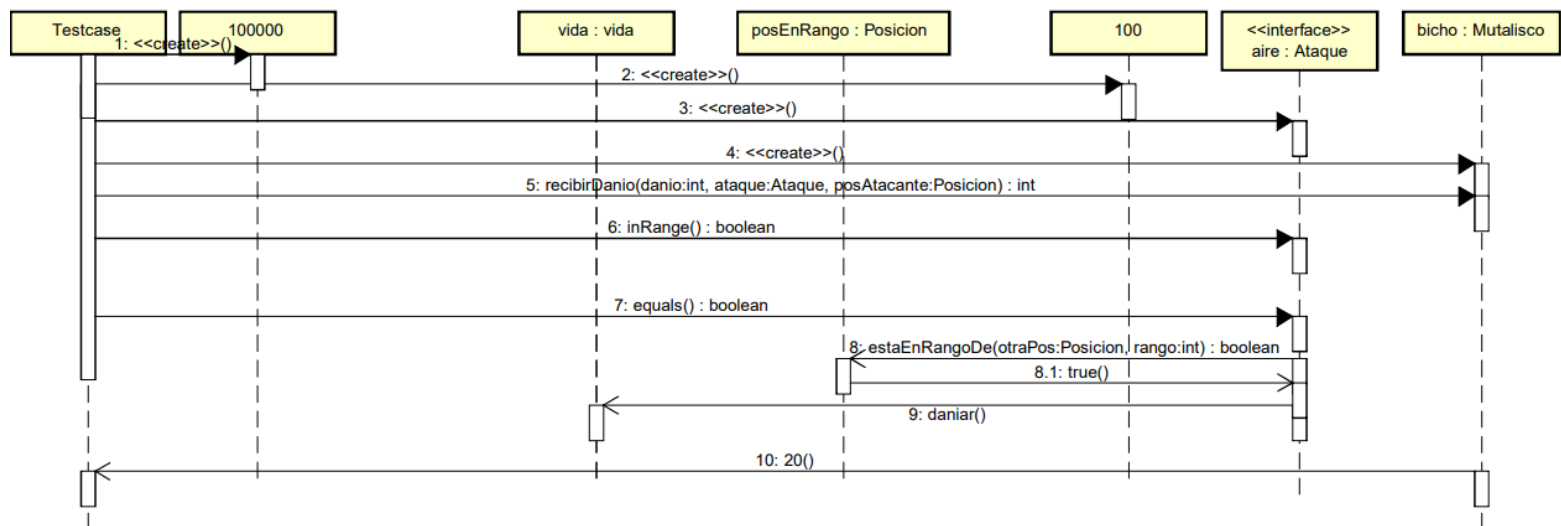 Testcase
100000
vida : vida
posEnRango : Posicion
100
<<interface>>
aire : Ataque
bicho : Mutalisco
1: <<create>>()
2: <<create>>()
3: <<create>>()
4: <<create>>()
5: recibirDanio(danio:int, ataque:Ataque, posAtacante:Posicion) : int
6: inRange() : boolean
7: equals() : boolean
8: estaEnRangoDe(otraPos:Posicion, rango:int) : boolean
8.1: true()
9: daniar()
10: 20()